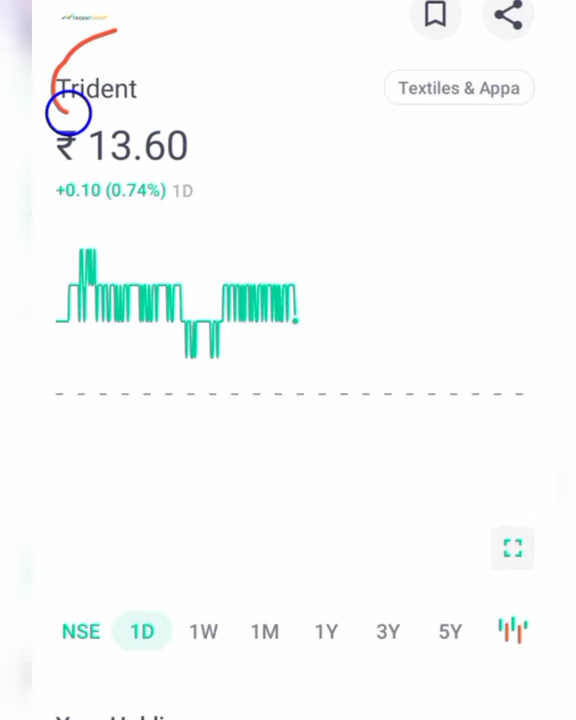 Trident
Textiles & Appa
₹ 13.60
+0.10 (0.74%) 1D
NSE 1D 1W 1M 1Y 3Y 5Y